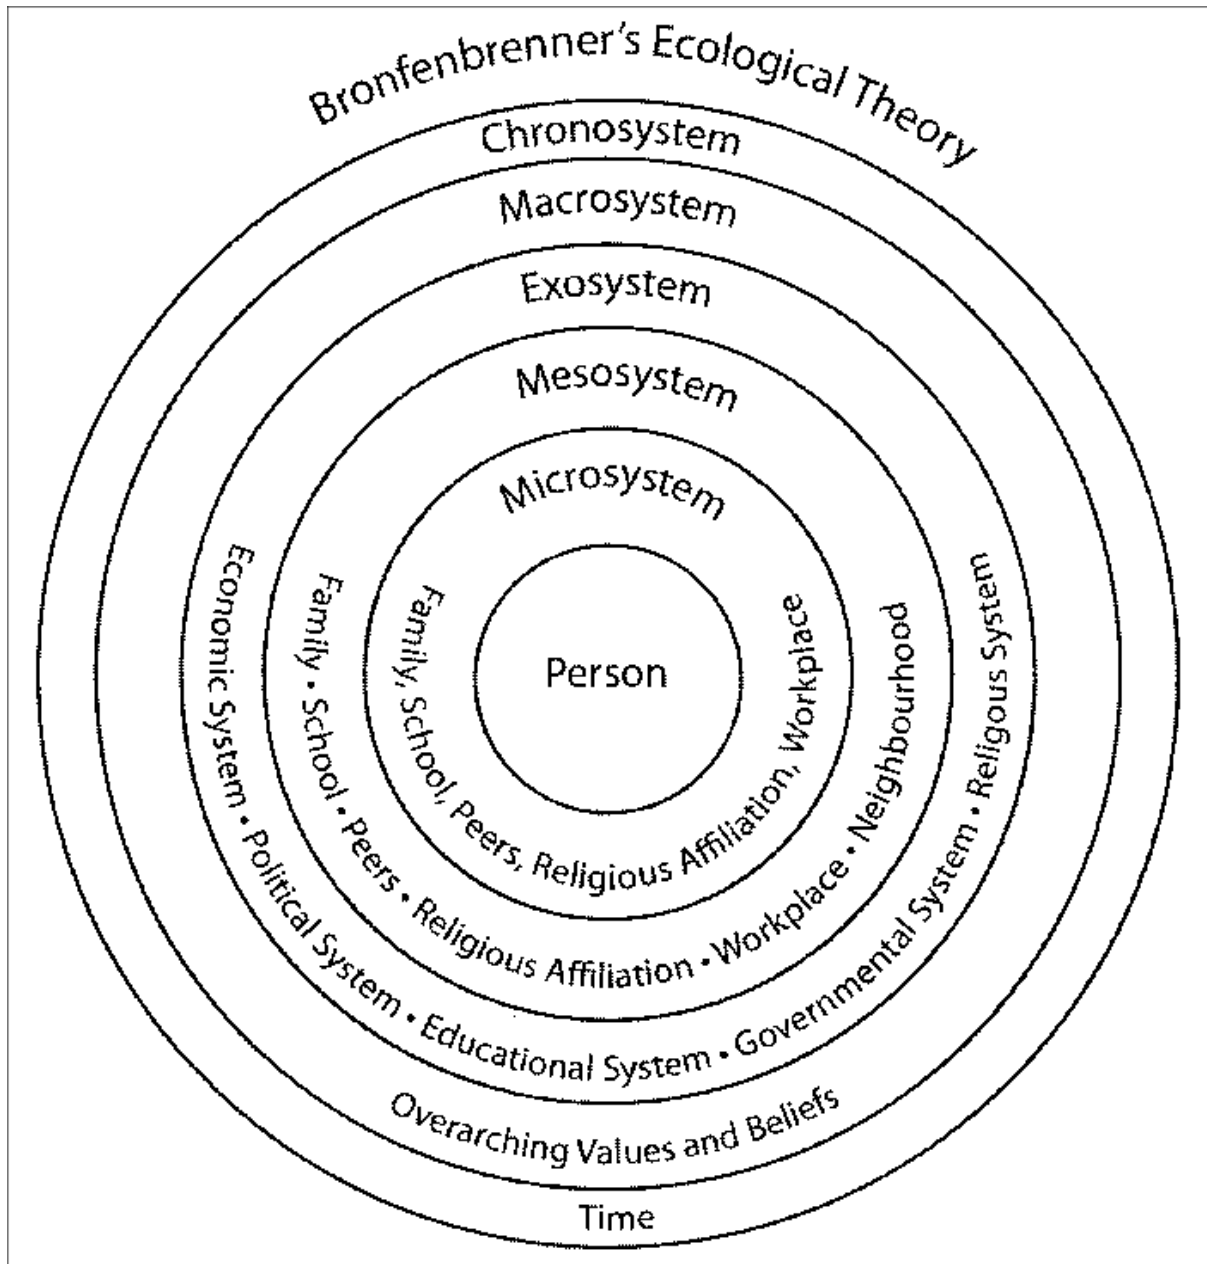 Bronfenbrenner's Ecological Theory
Chronosystem
Macrosystem
Exosystem
Mesosystem
Microsystem
Person
Family, School, Peers, Religious Affiliation, Workplace
Family • School • Peers • Religious Affiliation • Workplace • Neighbourhood
Economic System • Political System • Educational System • Governmental System • Religous System
Overarching Values and Beliefs
Time